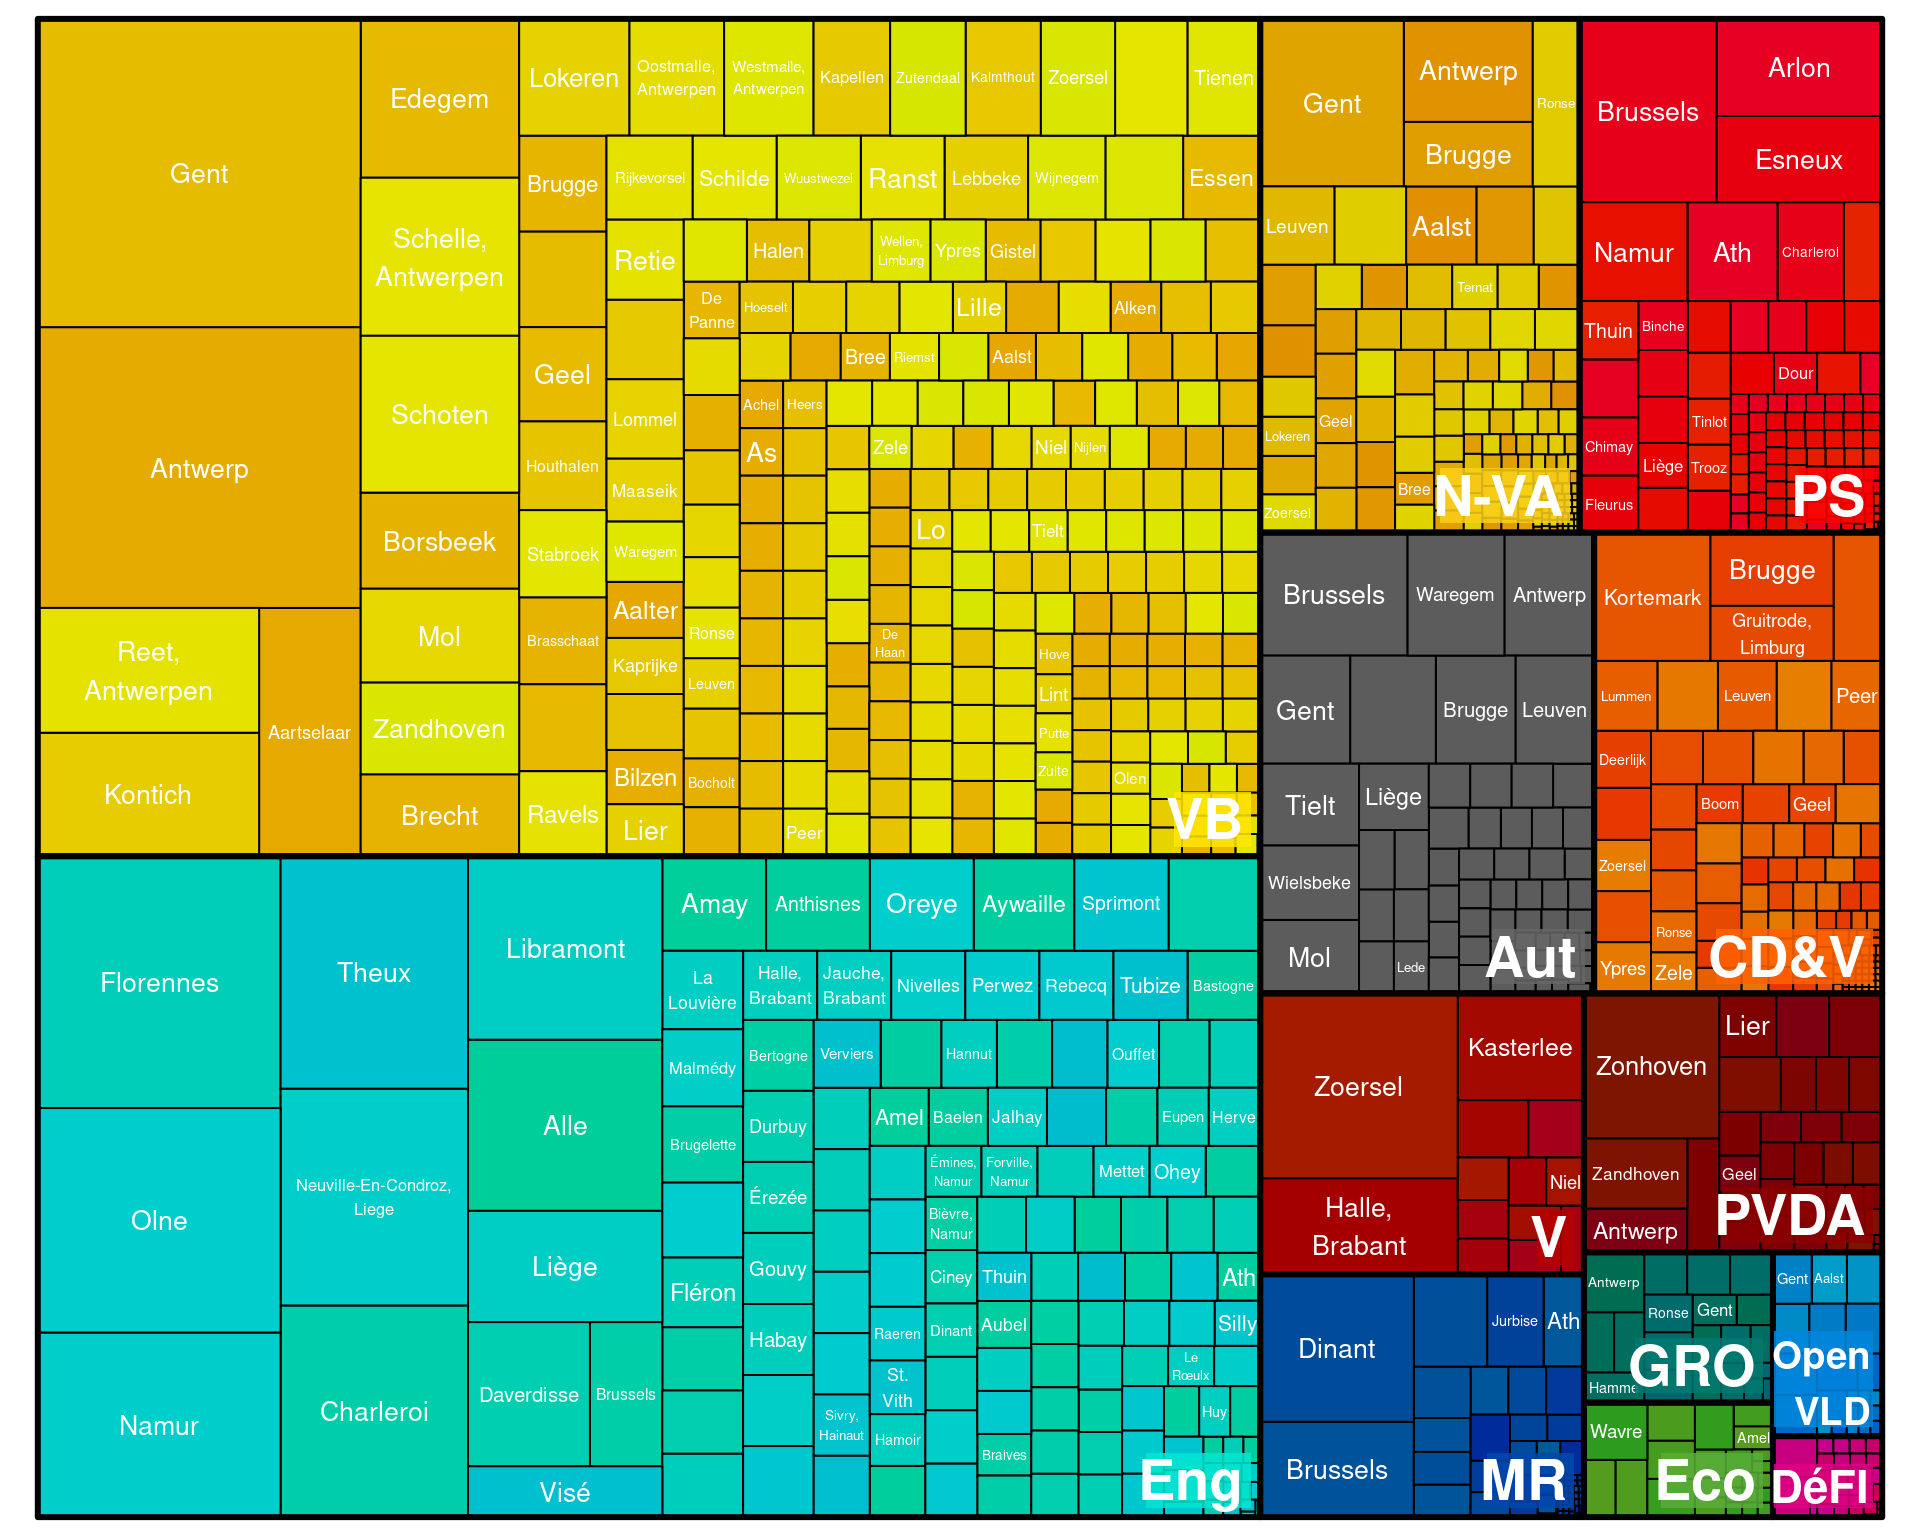 Gent
Antwerp
Reet,
Antwerpen
Kontich
Aartselaar
Edegem
Schelle,
Antwerpen
Schoten
Borsbeek
Mol
Zandhoven
Brecht
Lokeren
Oostmalle,
Antwerpen
Westmalle,
Antwerpen
Kapellen
Zutendaal
Kalmthout
Zoersel
Tienen
Brugge
Geel
Houthalen
Stabroek
Brasschaat
Ravels
Rijkevorsel
Schilde
Wuustwezel
Ranst
Lebbeke
Wijnegem
Essen
Retie
Lommel
Maaseik
Waregem
Aalter
Kaprijke
Bilzen
Lier
Halen
Wellen,
Limburg
Ypres
Gistel
De
Panne
Ronse
Leuven
Bocholt
Hoeselt
Lille
Alken
Bree
Riemst
Aalst
Achel
Heers
As
Peer
Zele
Niel
Nijlen
De
Haan
Lo
Tielt
Hove
Lint
Putte
Zulte
Olen
VB
Gent
Antwerp
Brugge
Ronse
Leuven
Aalst
Ternat
Lokeren
Zoersel
Geel
Bree
N-VA
Brussels
Arlon
Esneux
Namur
Ath
Charleroi
Thuin
Binche
Chimay
Fleurus
Liège
Dour
Tinlot
Trooz
PS
Brussels
Waregem
Antwerp
Gent
Brugge
Leuven
Tielt
Liège
Wielsbeke
Mol
Lede
Aut
Kortemark
Brugge
Gruitrode,
Limburg
Lummen
Leuven
Peer
Deerlijk
Zoersel
Ypres
Boom
Geel
Ronse
Zele
CD&V
Florennes
Olne
Namur
Theux
Neuville-En-Condroz,
Liege
Charleroi
Libramont
Alle
Liège
Daverdisse
Brussels
Visé
Amay
Anthisnes
Oreye
Aywaille
Sprimont
La
Louvière
Malmédy
Brugelette
Fléron
Halle,
Brabant
Jauche,
Brabant
Nivelles
Perwez
Rebecq
Tubize
Bastogne
Bertogne
Durbuy
Érezée
Gouvy
Habay
Verviers
Hannut
Ouffet
Sivry,
Hainaut
Amel
Baelen
Jalhay
Eupen
Herve
Raeren
St.
Vith
Hamoir
Émines,
Namur
Forville,
Namur
Mettet
Ohey
Bièvre,
Namur
Ciney
Dinant
Thuin
Ath
Aubel
Silly
Braives
Le
Rœulx
Huy
Eng
Zoersel
Halle,
Brabant
Kasterlee
Niel
V
Zonhoven
Zandhoven
Antwerp
Lier
Geel
PVDA
Dinant
Brussels
Jurbise
Ath
MR
Antwerp
Hamme
Ronse
Gent
GRO
Gent
Aalst
Open
VLD
Wavre
Amel
Eco
DéFI